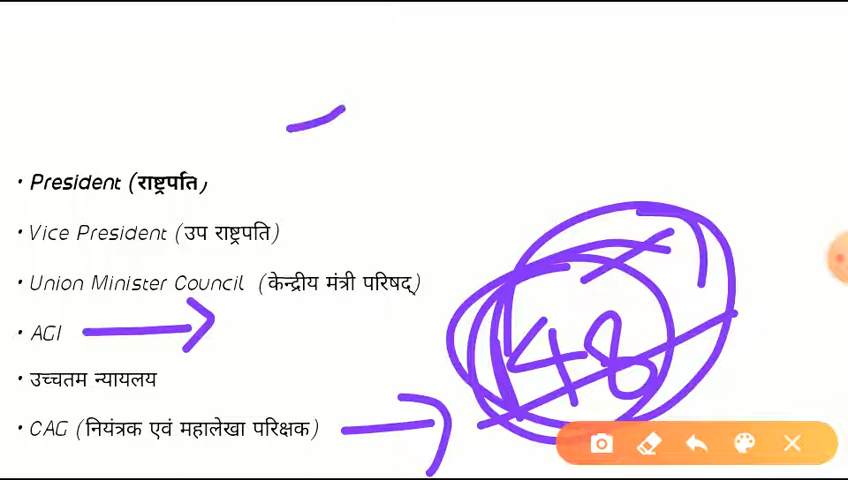 • President (राष्ट्रपति)
• Vice President (उप राष्ट्रपति)
• Union Minister Council (केन्द्रीय मंत्री परिषद्)
• AGI
• उच्चतम न्यायलय
• CAG (नियंत्रक एवं महालेखा परिक्षक)
48